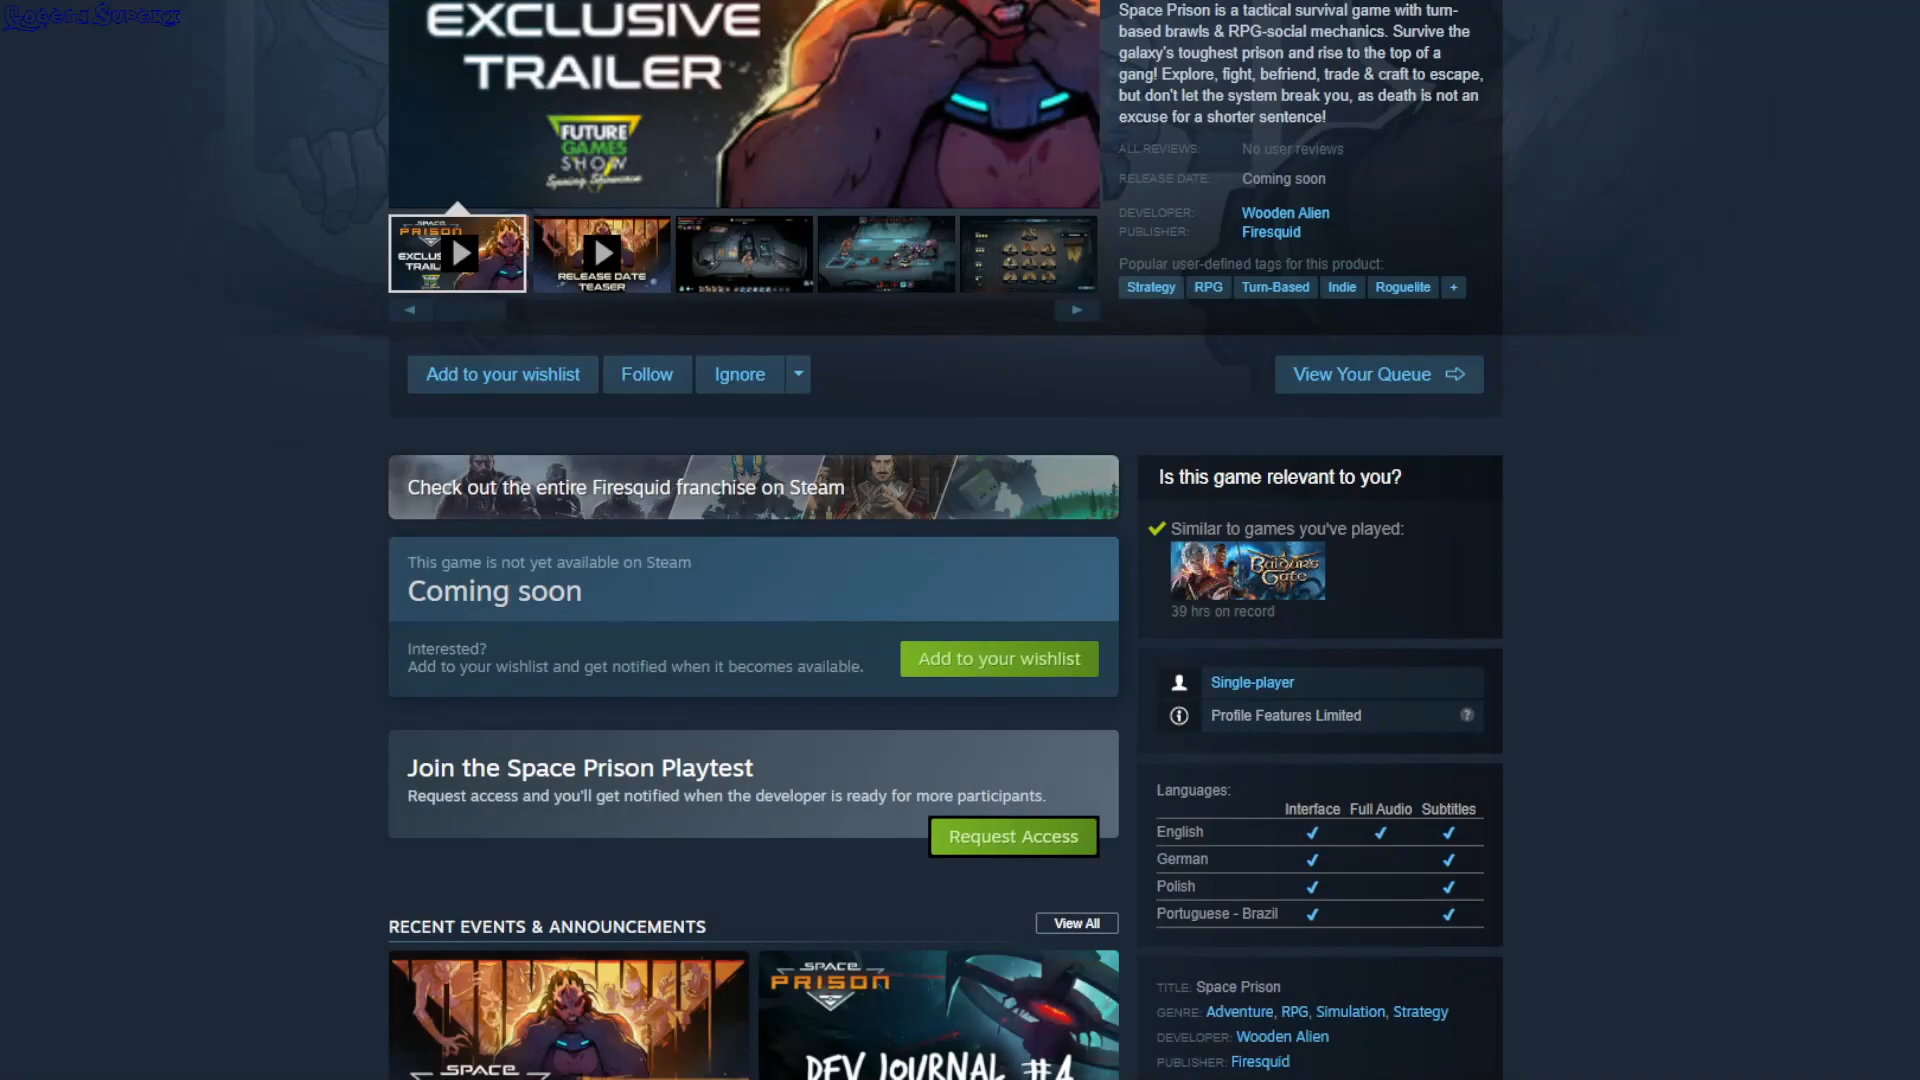 EXCLUSIVE
TRAILER
FUTURE
GAMES
SHOW
Spring Showcase
Space Prison is a tactical survival game with turn-
based brawls & RPG-social mechanics. Survive the
galaxy's toughest prison and rise to the top of a
gang! Explore, fight, befriend, trade & craft to escape,
but don't let the system break you, as death is not an
excuse for a shorter sentence!
ALL REVIEWS: No user reviews
RELEASE DATE: Coming soon
DEVELOPER: Wooden Alien
PUBLISHER: Firesquid
Popular user-defined tags for this product:
Strategy RPG Turn-Based Indie Roguelite +
SPACE
PRISON
EXCLUS
TRAIL
RELEASE DATE
TEASER
Add to your wishlist Follow Ignore View Your Queue
Check out the entire Firesquid franchise on Steam
This game is not yet available on Steam
Coming soon
Interested?
Add to your wishlist and get notified when it becomes available.
Add to your wishlist
Join the Space Prison Playtest
Request access and you'll get notified when the developer is ready for more participants.
Request Access
RECENT EVENTS & ANNOUNCEMENTS View All
SPACE
SPACE
PRISON
DEV JOURNAL #4
Is this game relevant to you?
Similar to games you've played:
Baldur's
Gate
39 hrs on record
Single-player
Profile Features Limited ?
Languages:
Interface Full Audio Subtitles
English ✔ ✔ ✔
German ✔ ✔
Polish ✔ ✔
Portuguese - Brazil ✔ ✔
TITLE: Space Prison
GENRE: Adventure, RPG, Simulation, Strategy
DEVELOPER: Wooden Alien
PUBLISHER: Firesquid